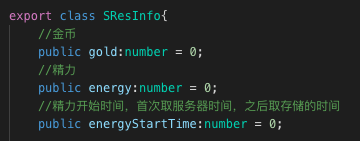 export class SResInfo{
//金币
public gold:number = 0;
//精力
public energy:number = 0;
//精力开始时间，首次取服务器时间，之后取存储的时间
public energyStartTime:number = 0;